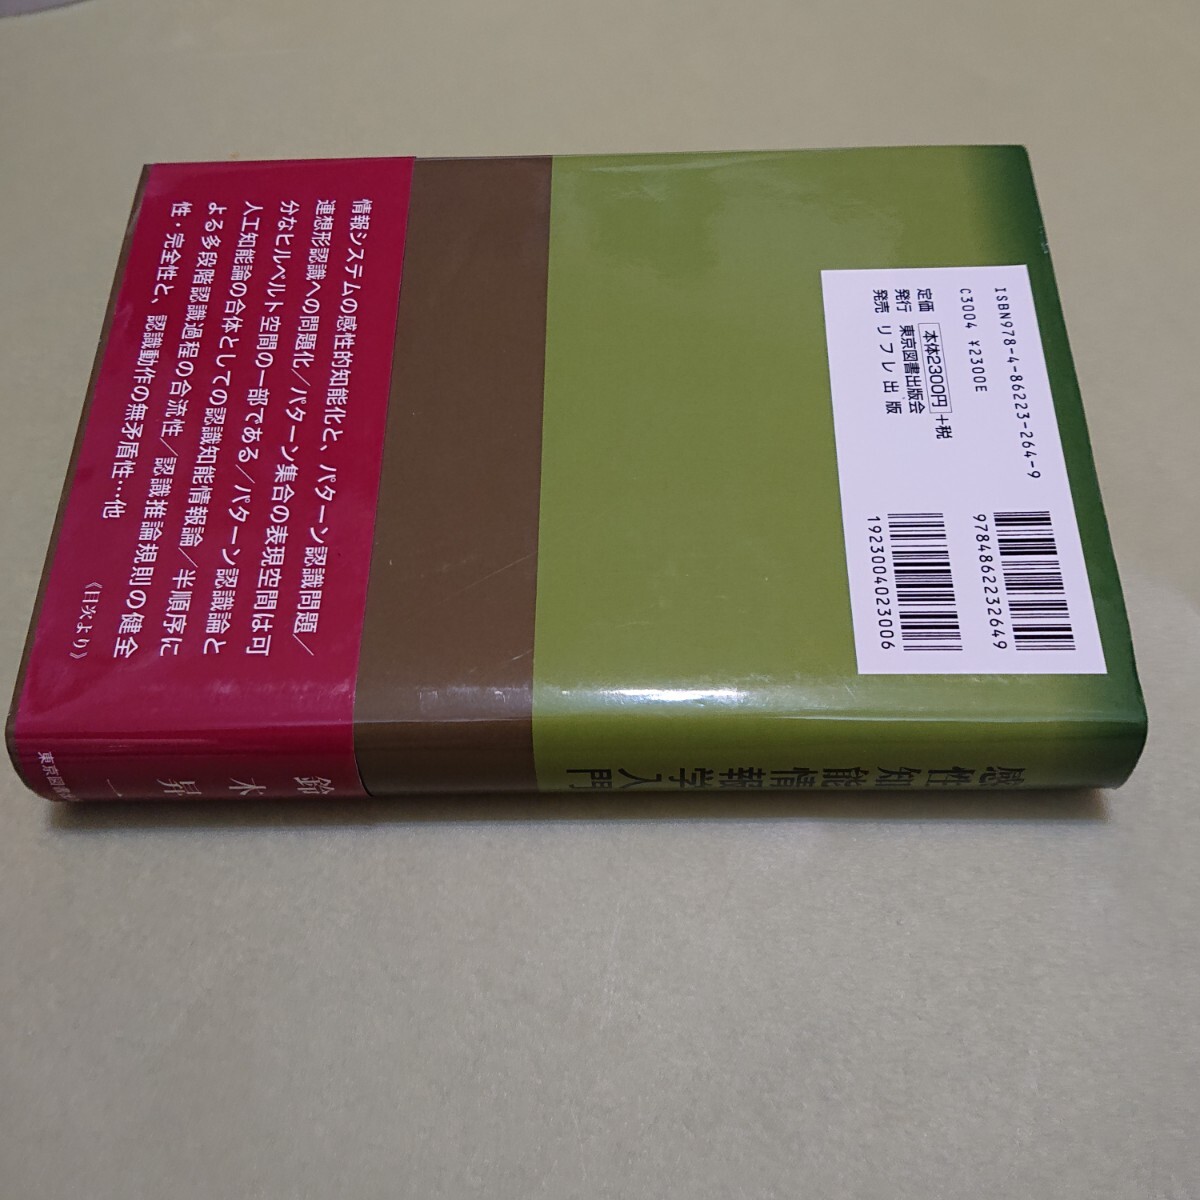 ISBN978-4-86223-264-9
C3004 ¥2300E
定価 本体2300円 +税
発行 東京図書出版会
発売 リフレ出版
9784862232649
1923004023006
情報システムの感性的知能化と、パターン認識問題/
連想形認識への問題化/パターン集合の表現空間は可
分なヒルベルト空間の一部である/パターン認識論と
人工知能論の合体としての認識知能情報論/半順序に
よる多段階認識過程の合流性/認識推論規則の健全
性・完全性と、認識動作の無矛盾性…他
《目次より》
感性知能情報学入門
鈴木昇一
東京図書